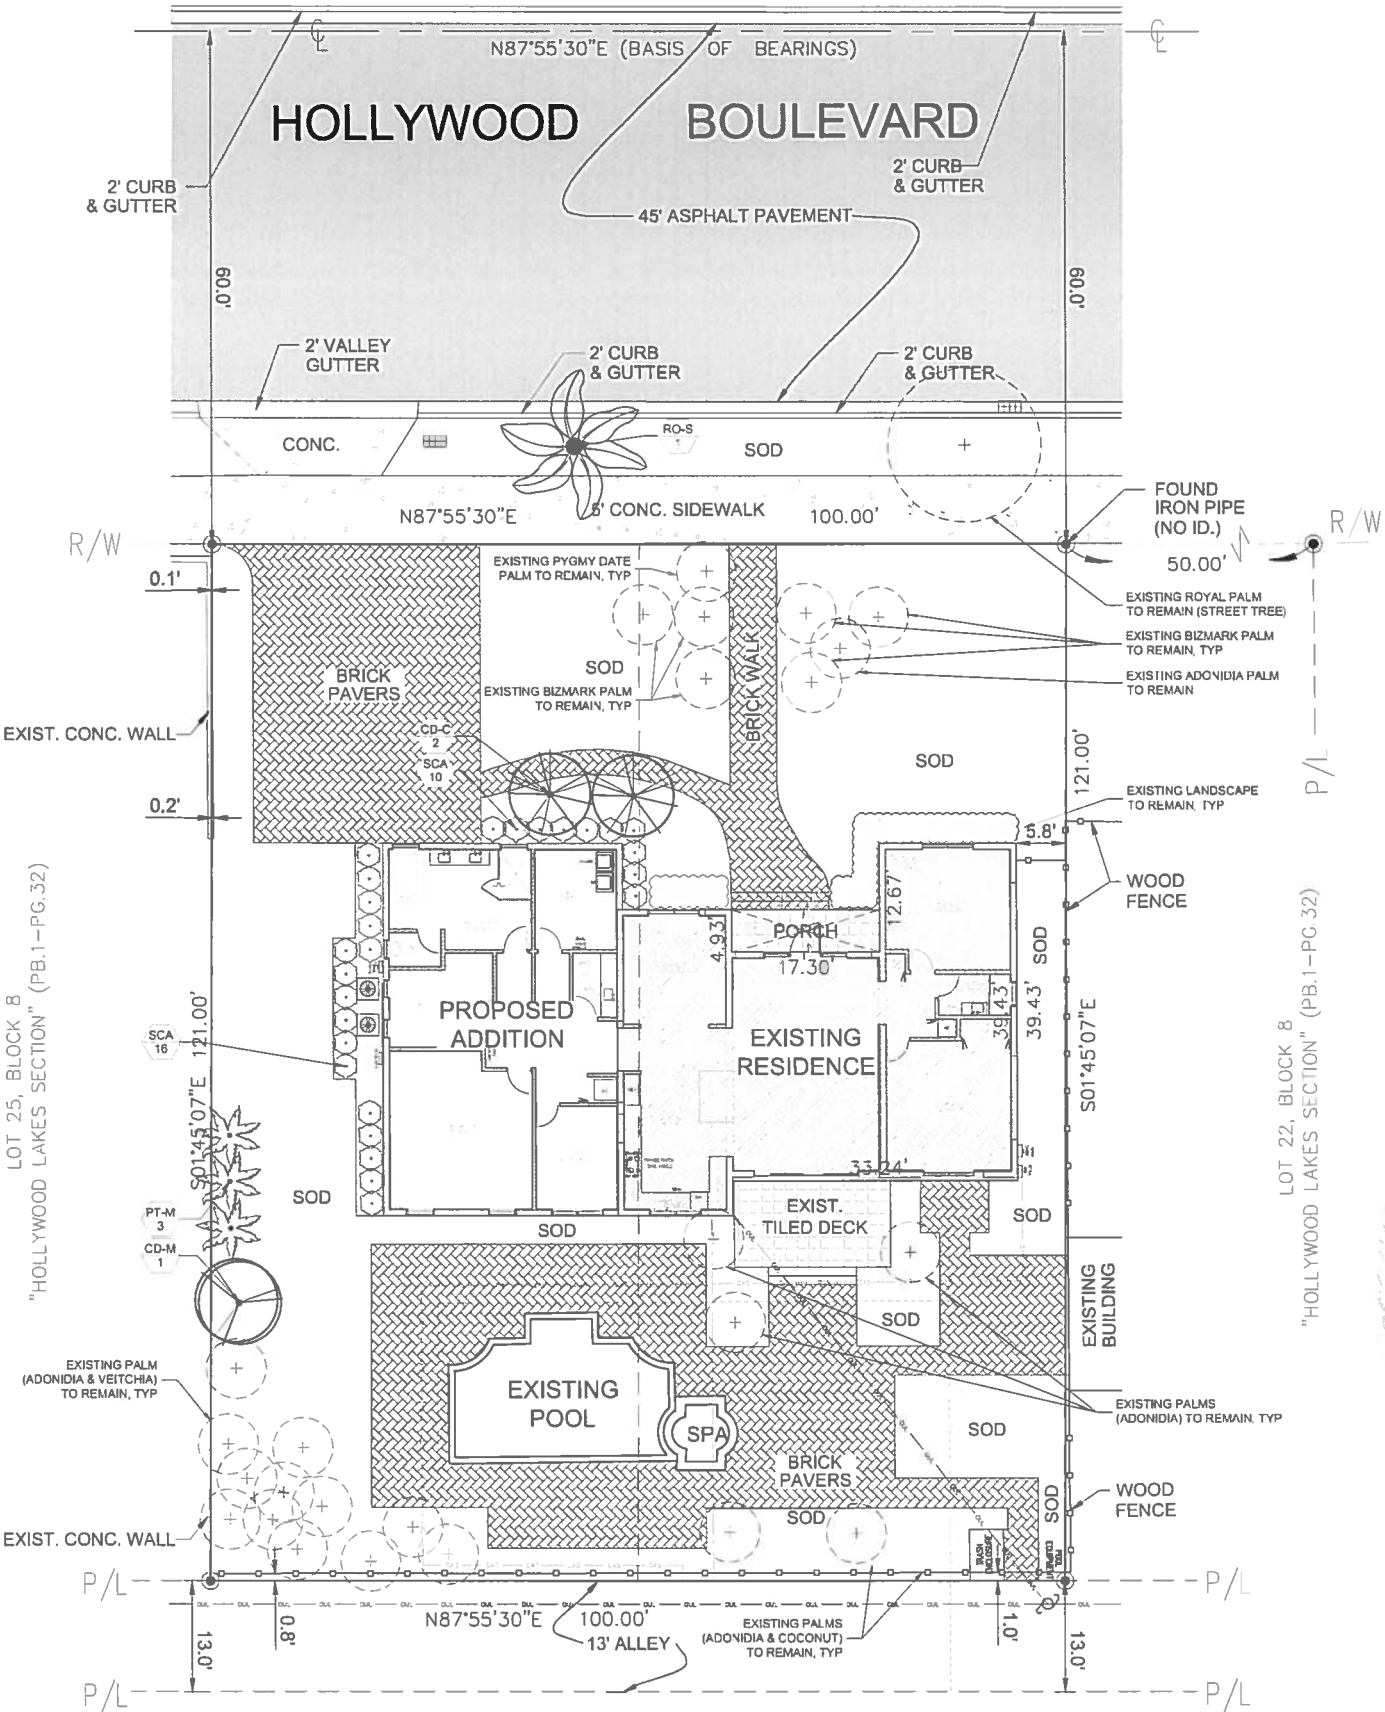 N87°55'30"E (BASIS OF BEARINGS)
HOLLYWOOD BOULEVARD
2' CURB
& GUTTER
2' CURB
& GUTTER
45' ASPHALT PAVEMENT
60.0'
60.0'
2' VALLEY
GUTTER
2' CURB
& GUTTER
2' CURB
& GUTTER
CONC.
RO-S
1
SOD
5' CONC. SIDEWALK
N87°55'30"E
100.00'
FOUND
IRON PIPE
(NO ID.)
R/W
R/W
50.00'
0.1'
EXISTING PYGMY DATE
PALM TO REMAIN, TYP
EXISTING ROYAL PALM
TO REMAIN (STREET TREE)
EXISTING BIZMARK PALM
TO REMAIN, TYP
EXISTING ADONIDIA PALM
TO REMAIN
BRICK
PAVERS
SOD
EXISTING BIZMARK PALM
TO REMAIN, TYP
BRICK WALK
EXIST. CONC. WALL
CD-C
2
SCA
10
SOD
121.00'
P/L
0.2'
EXISTING LANDSCAPE
TO REMAIN, TYP
5.8'
WOOD
FENCE
12.67'
4.93'
PORCH
17.30'
SOD
PROPOSED
ADDITION
EXISTING
RESIDENCE
39.43'
39.43'
S01°45'07"E
SCA
16
S01°45'07"E 121.00'
LOT 25, BLOCK 8
"HOLLYWOOD LAKES SECTION" (PB.1-PG.32)
LOT 22, BLOCK 8
"HOLLYWOOD LAKES SECTION" (PB.1-PG.32)
33.24'
SOD
PT-M
3
CD-M
1
SOD
EXIST.
TILED DECK
SOD
EXISTING
BUILDING
SOD
EXISTING PALM
(ADONIDIA & VEITCHIA)
TO REMAIN, TYP
EXISTING
POOL
SPA
EXISTING PALMS
(ADONIDIA) TO REMAIN, TYP
SOD
BRICK
PAVERS
SOD
SOD
WOOD
FENCE
EXIST. CONC. WALL
POOL
EQUIPMENT
P/L
P/L
N87°55'30"E
100.00'
13' ALLEY
EXISTING PALMS
(ADONIDIA & COCONUT)
TO REMAIN, TYP
13.0'
0.8'
1.0'
13.0'
P/L
P/L